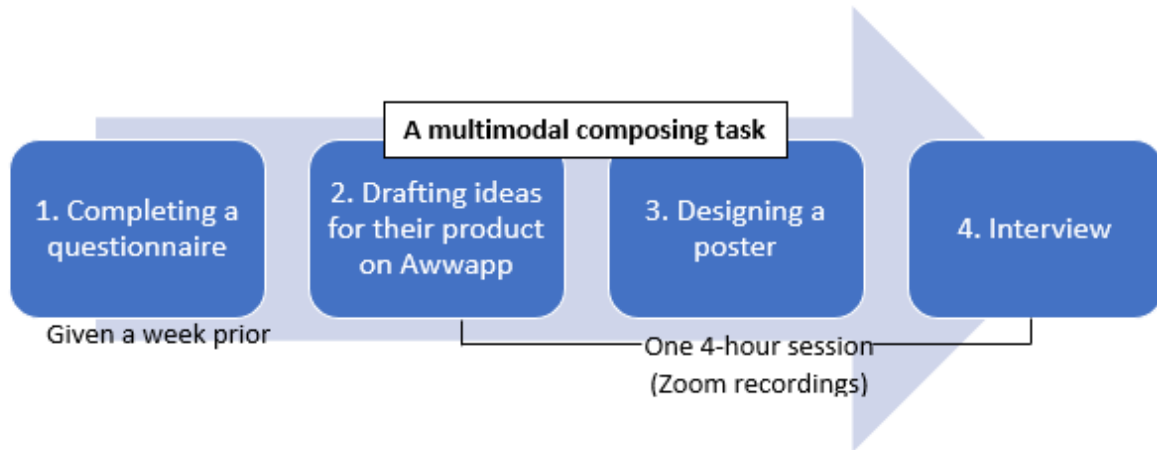 A multimodal composing task
1. Completing a
questionnaire
2. Drafting ideas
for their product
on Awwapp
3. Designing a
poster
4. Interview
Given a week prior
One 4-hour session
(Zoom recordings)